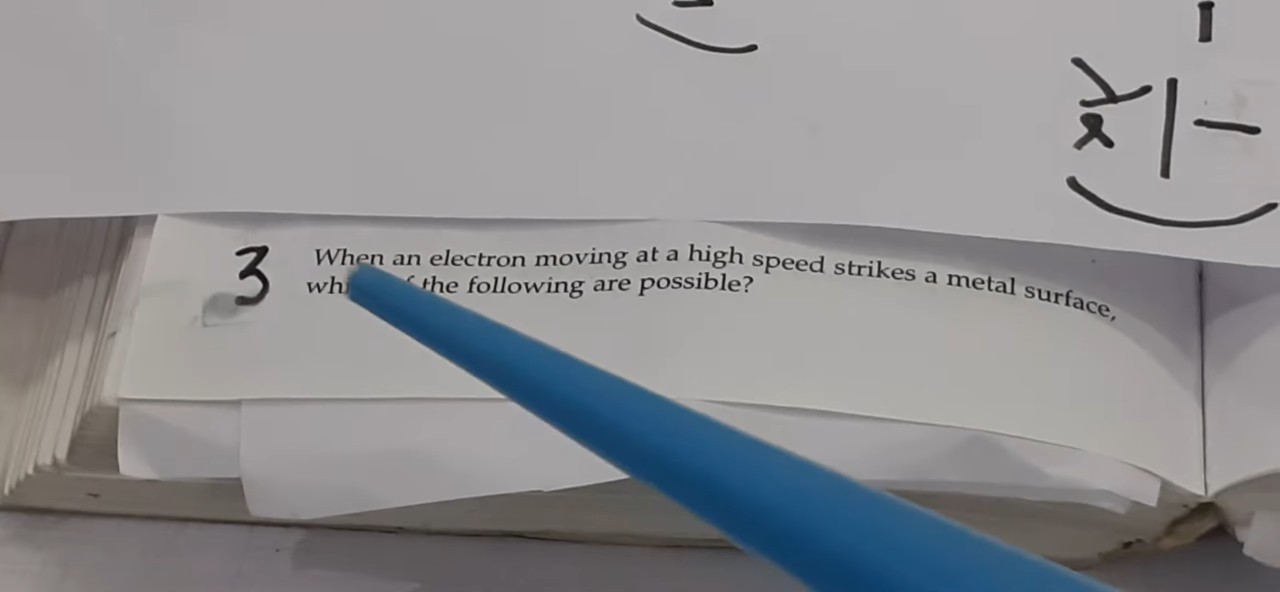 3 When an electron moving at a high speed strikes a metal surface,
the following are possible?